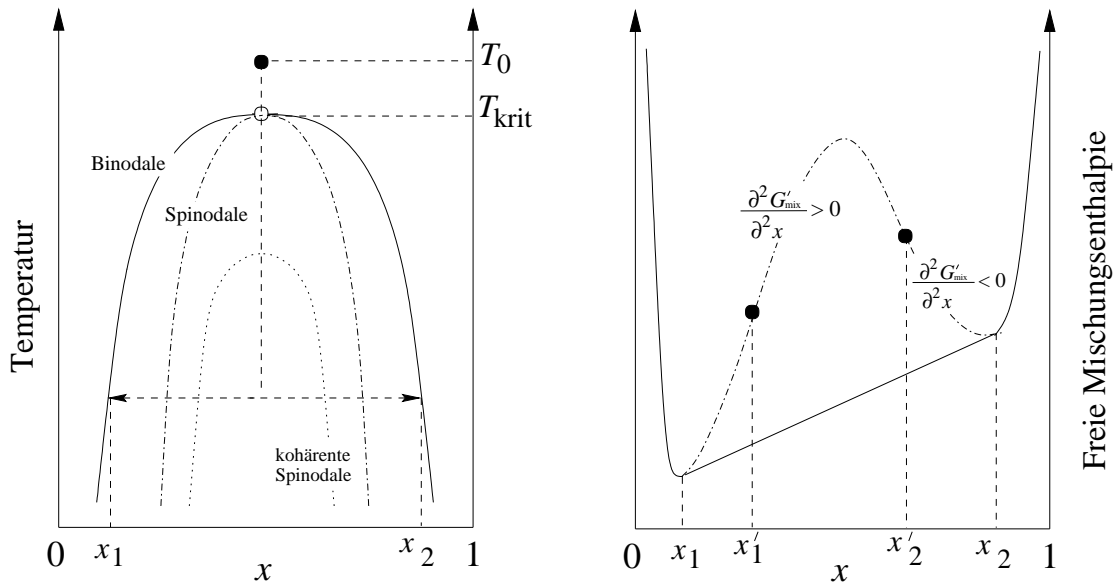 T0
Tkrit
Binodale
Spinodale
kohärente
Spinodale
Temperatur
0
x1
x
x2
1
∂²G′mix
∂²x
>0
∂²G′mix
∂²x
<0
Freie Mischungsenthalpie
0
x1
x′1
x
x′2
x2
1